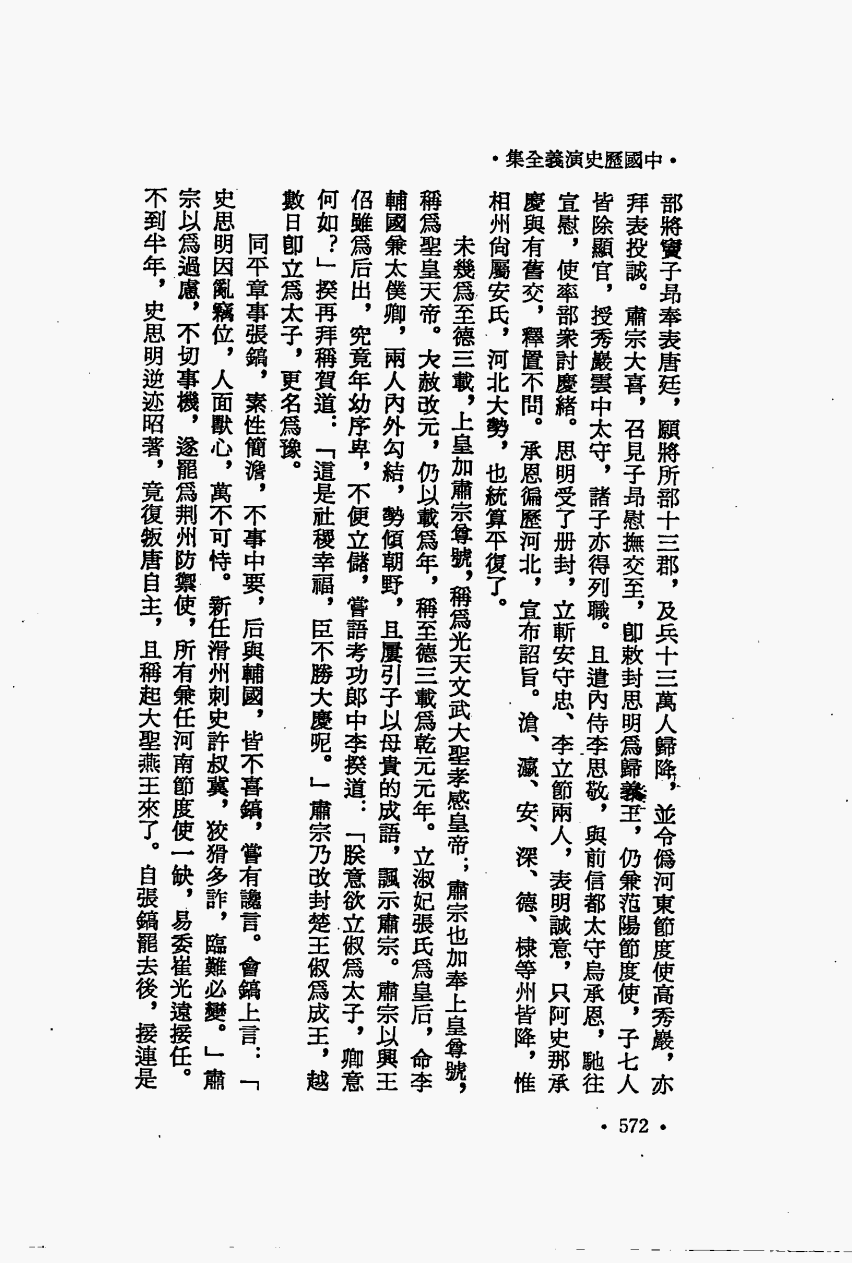 •中國歷史演義全集•
部將竇子昂奉表唐廷，願將所部十三郡，及兵十三萬人歸降，並令僞河東節度使高秀巖，亦
拜表投誠。肅宗大喜，召見子昂慰撫交至，卽敕封思明爲歸義王，仍兼范陽節度使，子七人
皆除顯官，授秀巖雲中太守，諸子亦得列職。且遣內侍李思敬，與前信都太守烏承恩，馳往
宣慰，使率部衆討慶緒。思明受了册封，立斬安守忠、李立節兩人，表明誠意，只阿史那承
慶與有舊交，釋置不問。承恩徧歷河北，宣布詔旨。滄、瀛、安、深、德、棣等州皆降，惟
相州尙屬安氏，河北大勢，也統算平復了。
未幾爲至德三載，上皇加肅宗尊號，稱爲光天文武大聖孝感皇帝；肅宗也加奉上皇尊號，
稱爲聖皇天帝。大赦改元，仍以載爲年，稱至德三載爲乾元元年。立淑妃張氏爲皇后，命李
輔國兼太僕卿，兩人內外勾結，勢傾朝野，且屢引子以母貴的成語，諷示肅宗。肅宗以興王
佋雖爲后出，究竟年幼序卑，不便立儲，嘗語考功郎中李揆道：「朕意欲立俶爲太子，卿意
何如？」揆再拜稱賀道：「這是社稷幸福，臣不勝大慶呢。」肅宗乃改封楚王俶爲成王，越
數日卽立爲太子，更名爲豫。
同平章事張鎬，素性簡澹，不事中要，后與輔國，皆不喜鎬，嘗有讒言。會鎬上言：「
史思明因亂竊位，人面獸心，萬不可恃。新任滑州刺史許叔冀，狡猾多詐，臨難必變。」肅
宗以爲過慮，不切事機，遂罷爲荆州防禦使，所有兼任河南節度使一缺，易委崔光遠接任。
不到半年，史思明逆迹昭著，竟復叛唐自主，且稱起大聖燕王來了。自張鎬罷去後，接連是
•572•